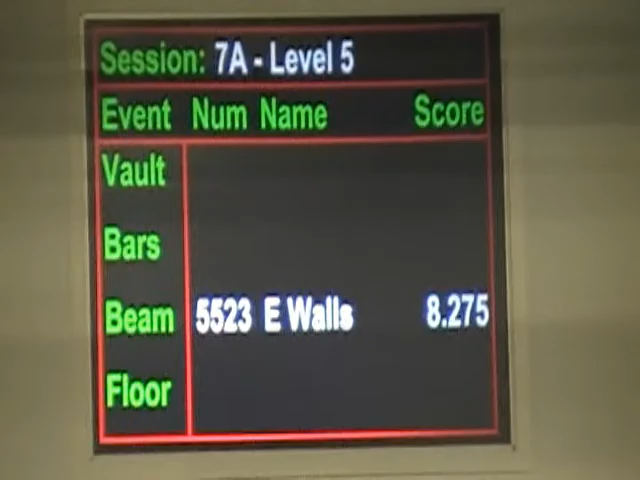 Session: 7A - Level 5
Event Num Name Score
Vault
Bars
Beam 5523 E Walls 8.275
Floor